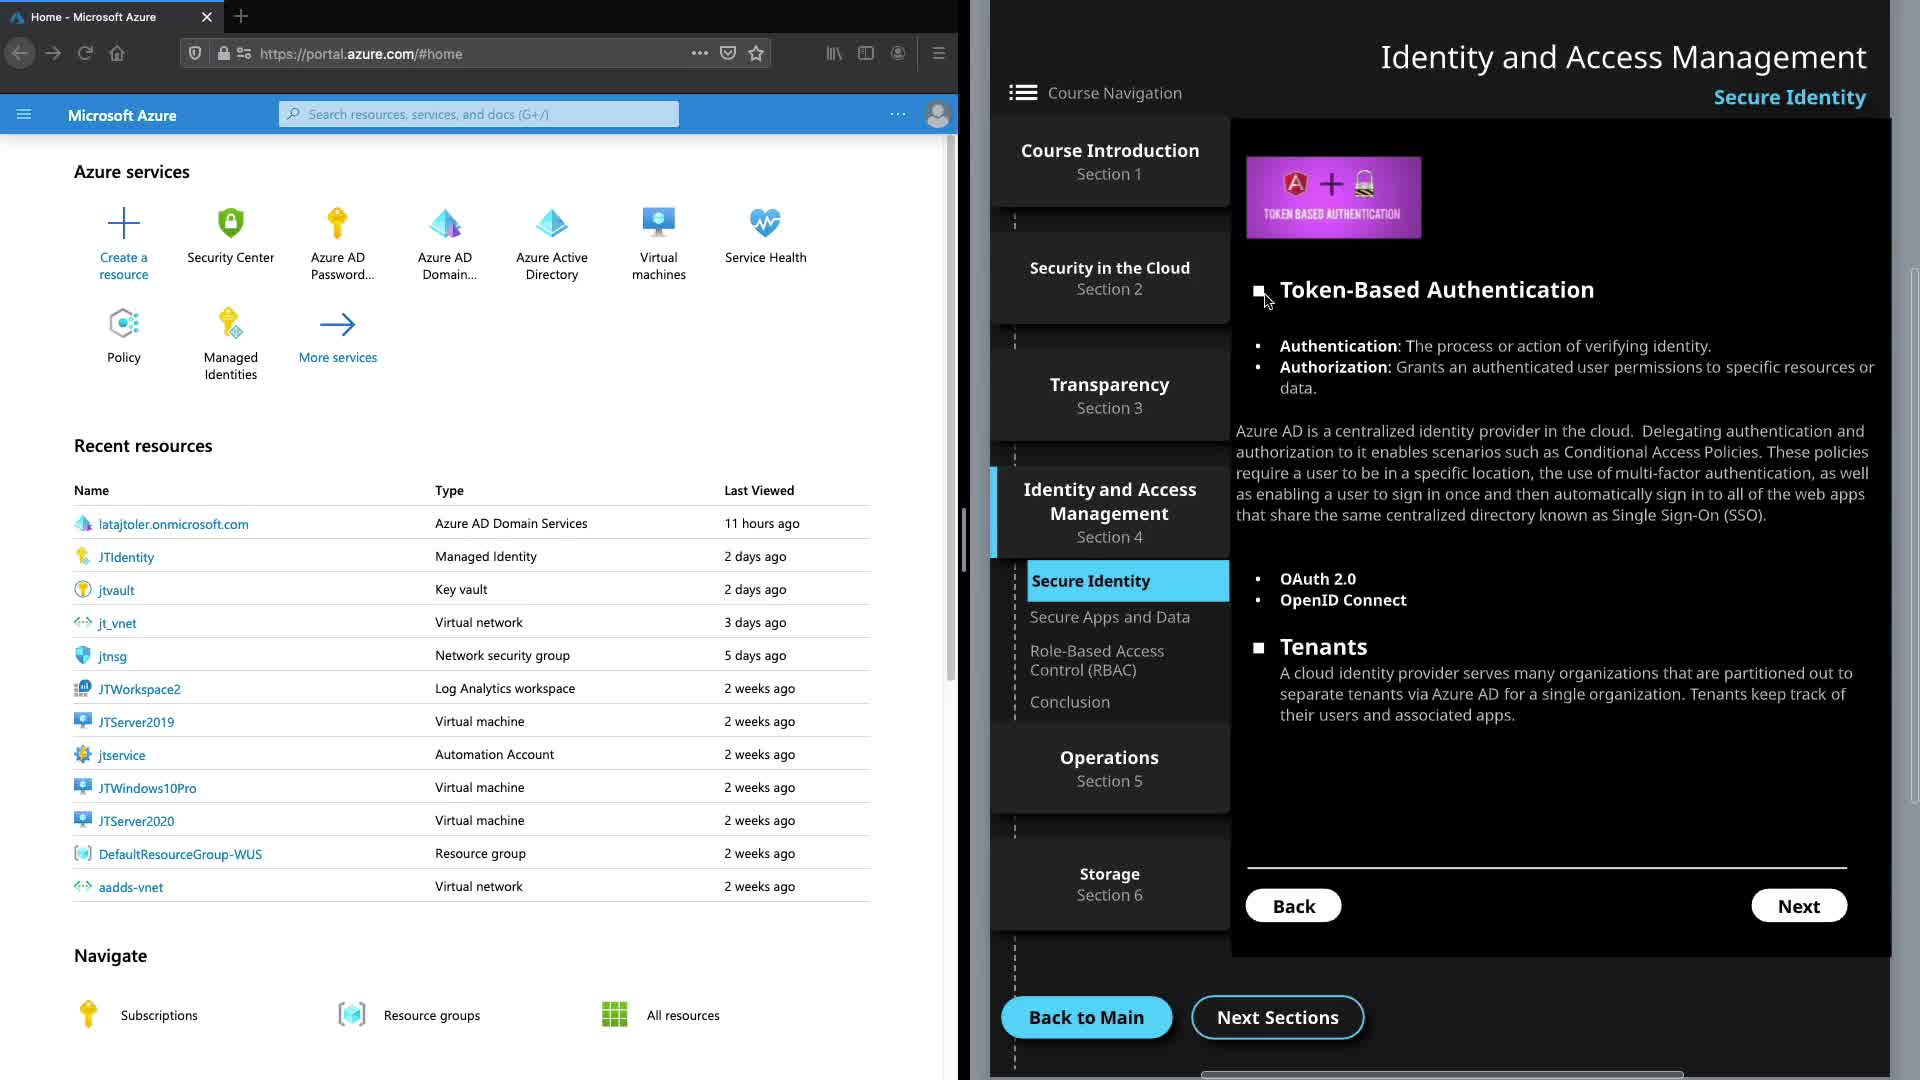 Home - Microsoft Azure
https://portal.azure.com/#home
Microsoft Azure
Search resources, services, and docs (G+/)
Azure services
Create a resource
Security Center
Azure AD Password...
Azure AD Domain...
Azure Active Directory
Virtual machines
Service Health
Policy
Managed Identities
More services
Recent resources
Name Type Last Viewed
latajtoler.onmicrosoft.com Azure AD Domain Services 11 hours ago
JTIdentity Managed Identity 2 days ago
jtvault Key vault 2 days ago
jt_vnet Virtual network 3 days ago
jtnsg Network security group 5 days ago
JTWorkspace2 Log Analytics workspace 2 weeks ago
JTServer2019 Virtual machine 2 weeks ago
jtservice Automation Account 2 weeks ago
JTWindows10Pro Virtual machine 2 weeks ago
JTServer2020 Virtual machine 2 weeks ago
DefaultResourceGroup-WUS Resource group 2 weeks ago
aadds-vnet Virtual network 2 weeks ago
Navigate
Subscriptions Resource groups All resources
Identity and Access Management
Secure Identity
Course Navigation
Course Introduction
Section 1
Security in the Cloud
Section 2
Transparency
Section 3
Identity and Access
Management
Section 4
Secure Identity
Secure Apps and Data
Role-Based Access
Control (RBAC)
Conclusion
Operations
Section 5
Storage
Section 6
Back to Main
Next Sections
A +
TOKEN BASED AUTHENTICATION
■ Token-Based Authentication
• Authentication: The process or action of verifying identity.
• Authorization: Grants an authenticated user permissions to specific resources or
data.
Azure AD is a centralized identity provider in the cloud. Delegating authentication and
authorization to it enables scenarios such as Conditional Access Policies. These policies
require a user to be in a specific location, the use of multi-factor authentication, as well
as enabling a user to sign in once and then automatically sign in to all of the web apps
that share the same centralized directory known as Single Sign-On (SSO).
• OAuth 2.0
• OpenID Connect
■ Tenants
A cloud identity provider serves many organizations that are partitioned out to
separate tenants via Azure AD for a single organization. Tenants keep track of
their users and associated apps.
Back
Next